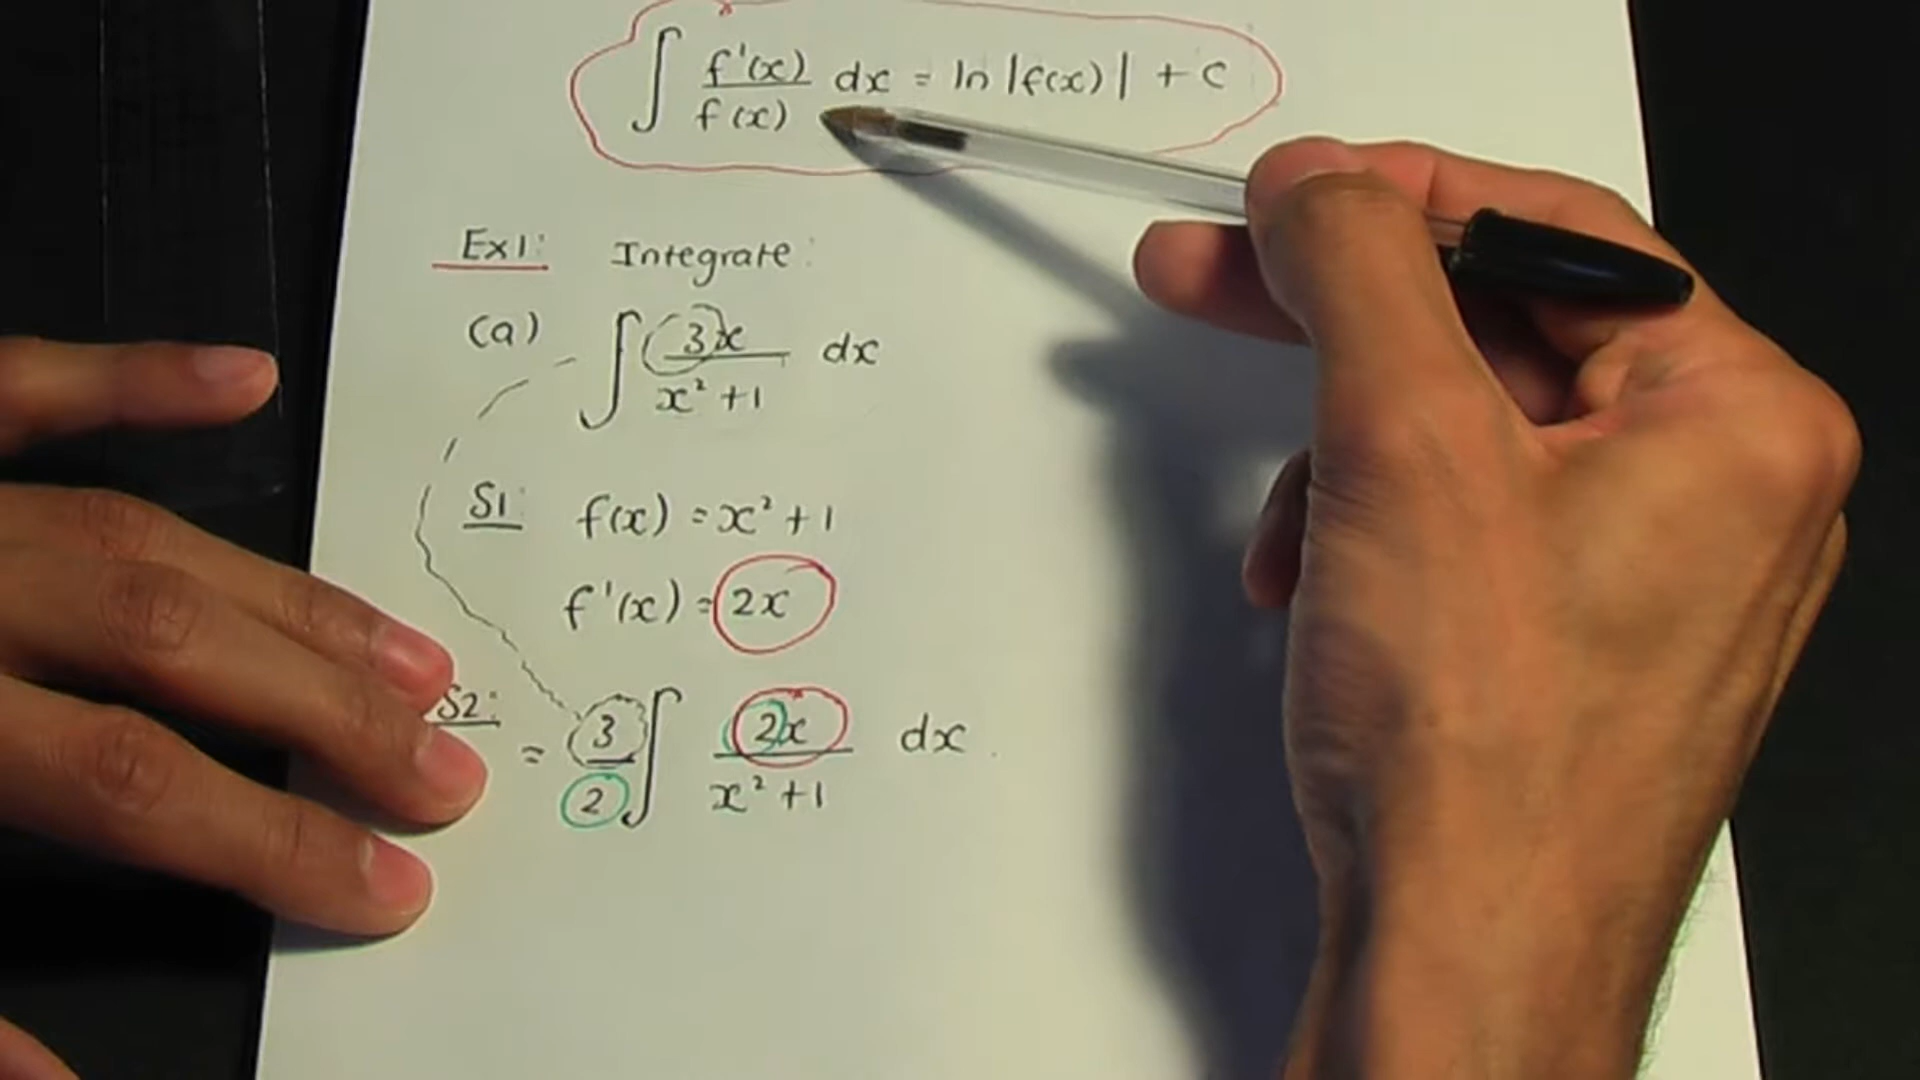 ∫ f'(x)/f(x) dx = ln |f(x)| + C
Ex1: Integrate:
(a) ∫ 3x/x²+1 dx
S1: f(x) = x² + 1
f'(x) = 2x
S2:
= 3/2 ∫ 2x/x²+1 dx